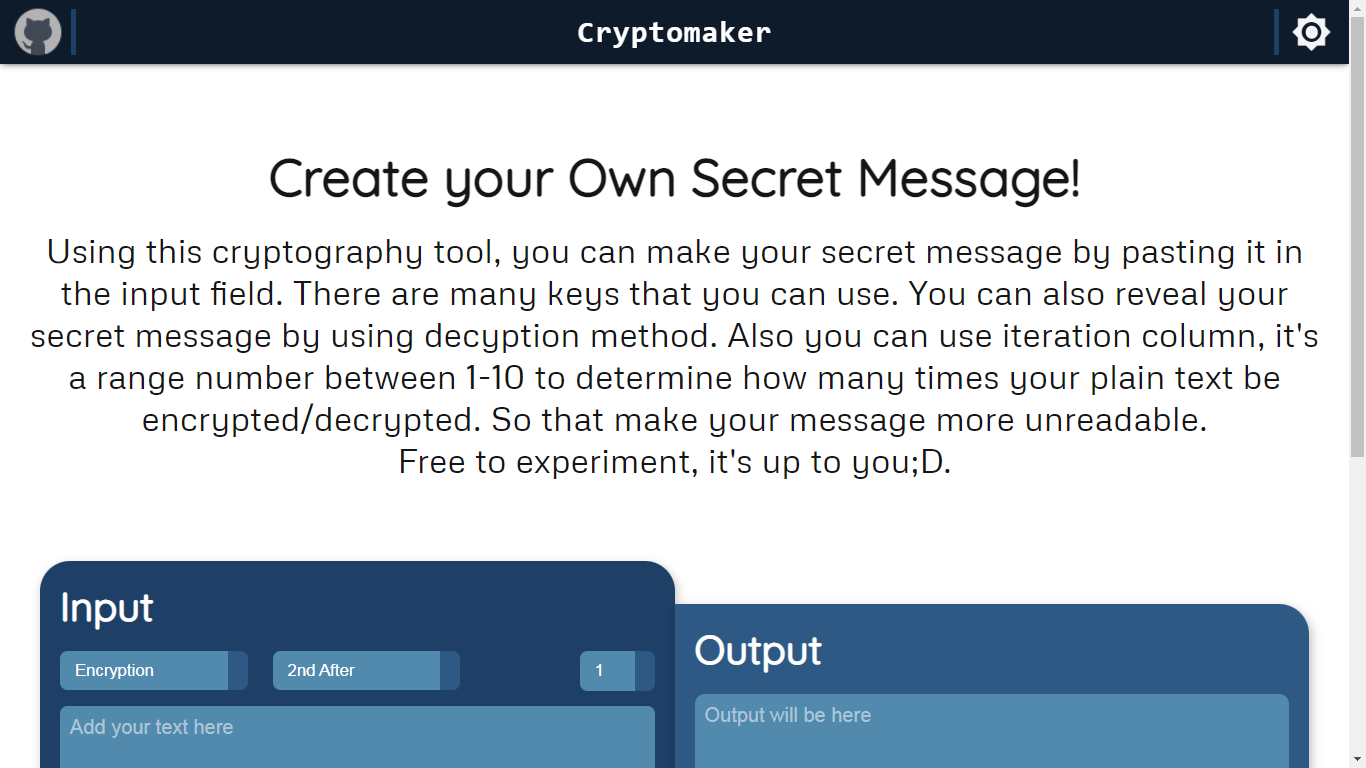 Cryptomaker
Create your Own Secret Message!
Using this cryptography tool, you can make your secret message by pasting it in
the input field. There are many keys that you can use. You can also reveal your
secret message by using decyption method. Also you can use iteration column, it's
a range number between 1-10 to determine how many times your plain text be
encrypted/decrypted. So that make your message more unreadable.
Free to experiment, it's up to you;D.
Input
Encryption
2nd After
1
Add your text here
Output
Output will be here